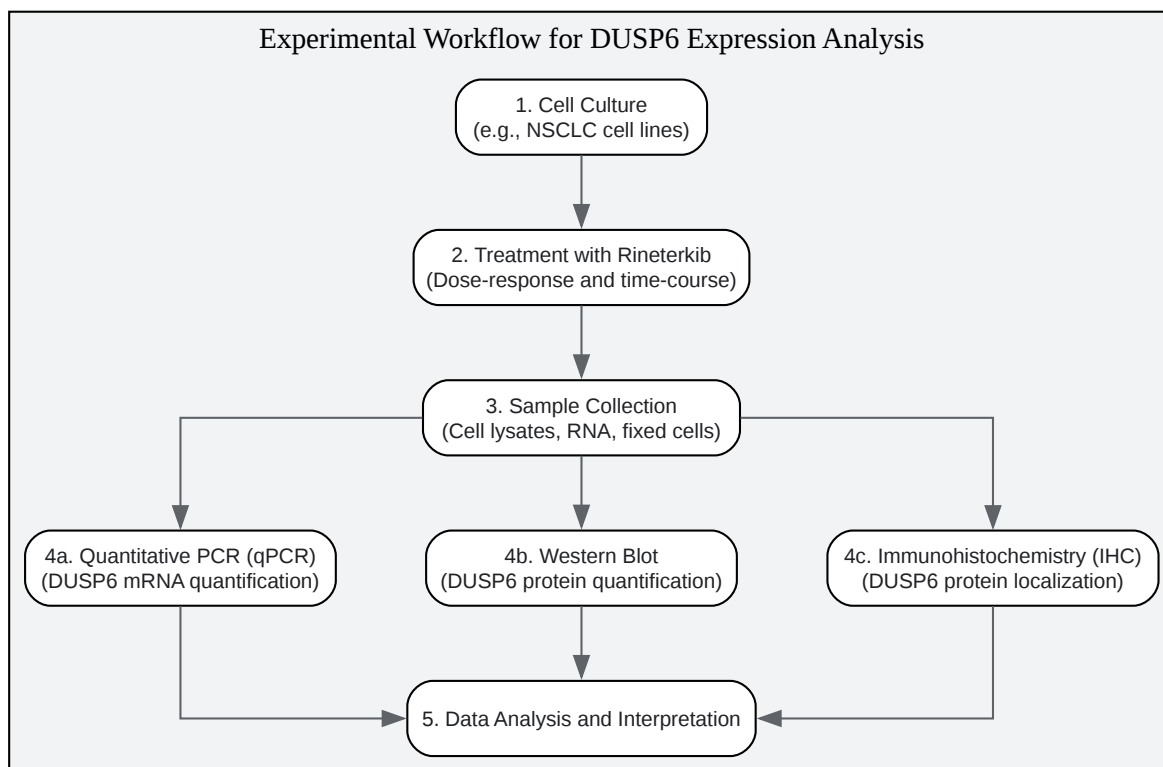 Experimental Workflow for DUSP6 Expression Analysis
1. Cell Culture
(e.g., NSCLC cell lines)
2. Treatment with Rineterkib
(Dose-response and time-course)
3. Sample Collection
(Cell lysates, RNA, fixed cells)
4a. Quantitative PCR (qPCR)
(DUSP6 mRNA quantification)
4b. Western Blot
(DUSP6 protein quantification)
4c. Immunohistochemistry (IHC)
(DUSP6 protein localization)
5. Data Analysis and Interpretation